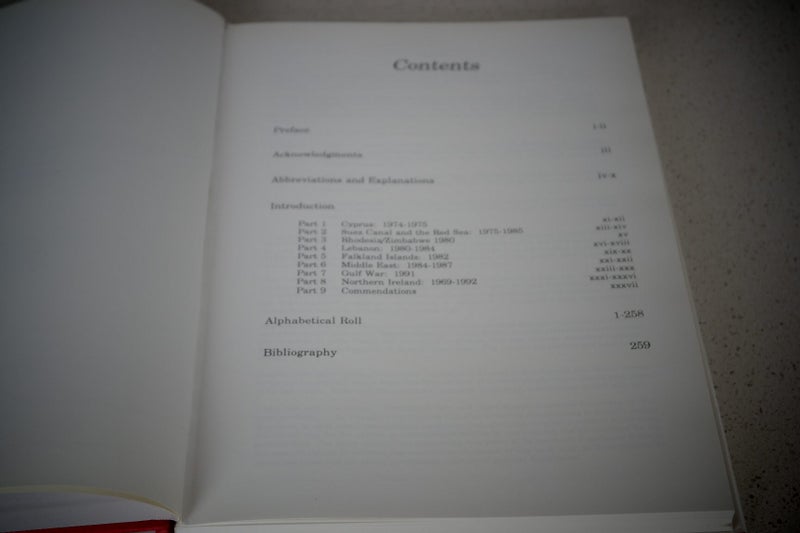 Contents
Preface i-ii
Acknowledgments iii
Abbreviations and Explanations iv-x
Introduction
Part 1 Cyprus: 1974-1975 xi-xii
Part 2 Suez Canal and the Red Sea: 1975-1985 xiii-xiv
Part 3 Rhodesia/Zimbabwe 1980 xv
Part 4 Lebanon: 1980-1984 xvi-xviii
Part 5 Falkland Islands: 1982 xix-xx
Part 6 Middle East: 1984-1987 xxi-xxii
Part 7 Gulf War: 1991 xxiii-xxx
Part 8 Northern Ireland: 1969-1992 xxxi-xxxvi
Part 9 Commendations xxxvii
Alphabetical Roll 1-258
Bibliography 259